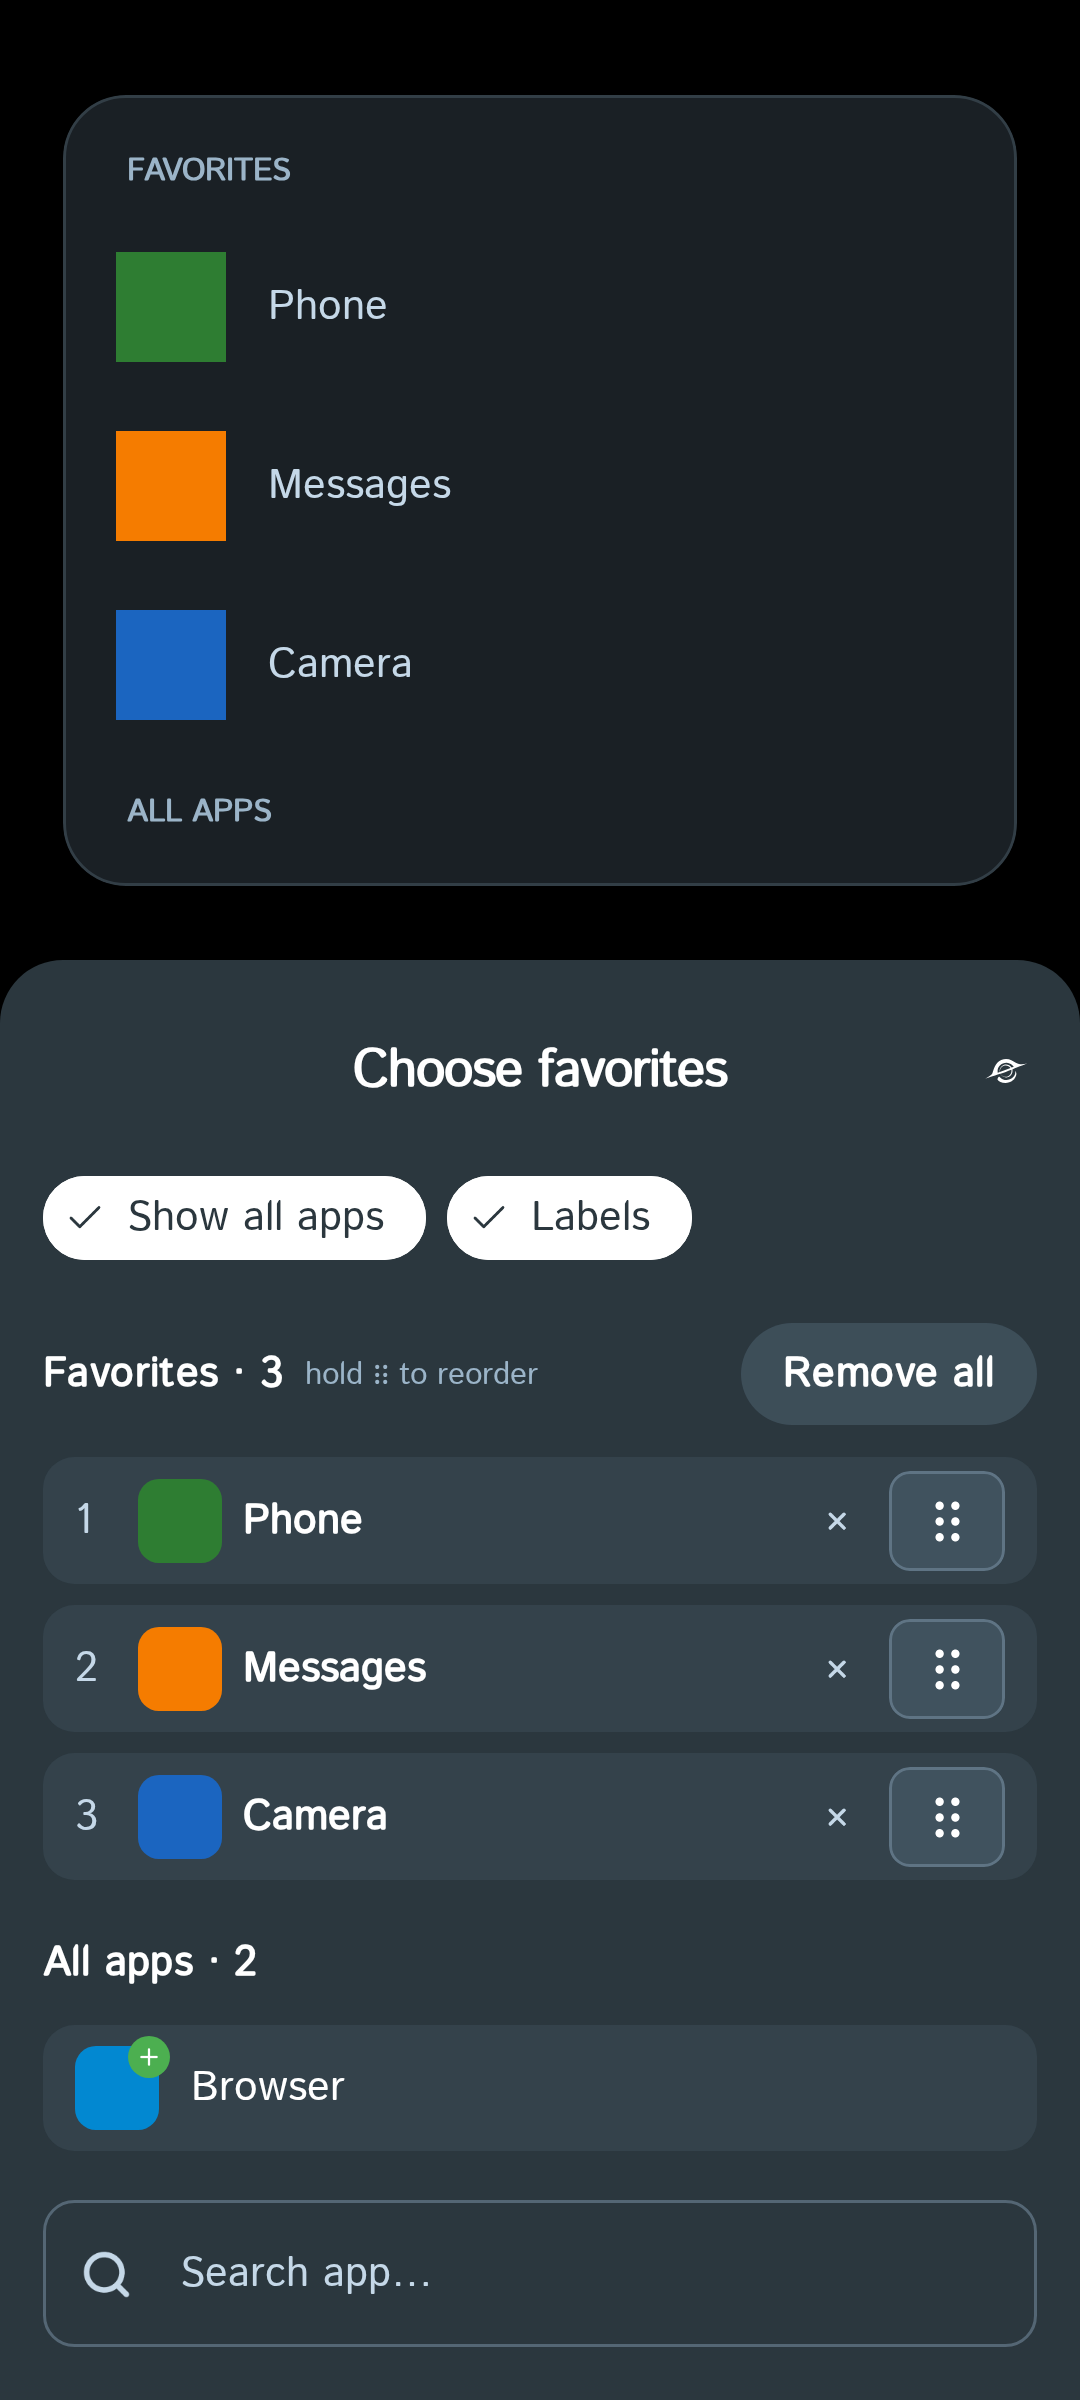 FAVORITES
Phone
Messages
Camera
ALL APPS
Choose favorites
Show all apps
Labels
Favorites · 3 hold ⠿ to reorder
Remove all
1 Phone ×
2 Messages ×
3 Camera ×
All apps · 2
+ Browser
Search app…